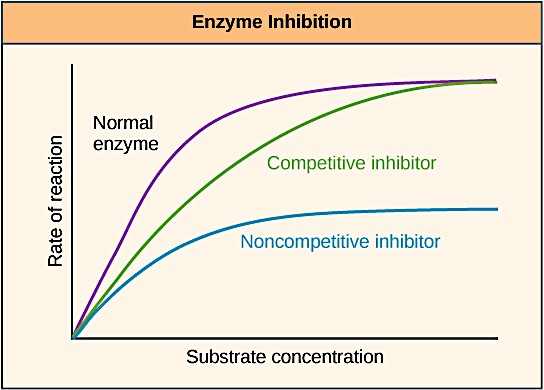 Enzyme Inhibition
Normal
enzyme
Competitive inhibitor
Noncompetitive inhibitor
Rate of reaction
Substrate concentration